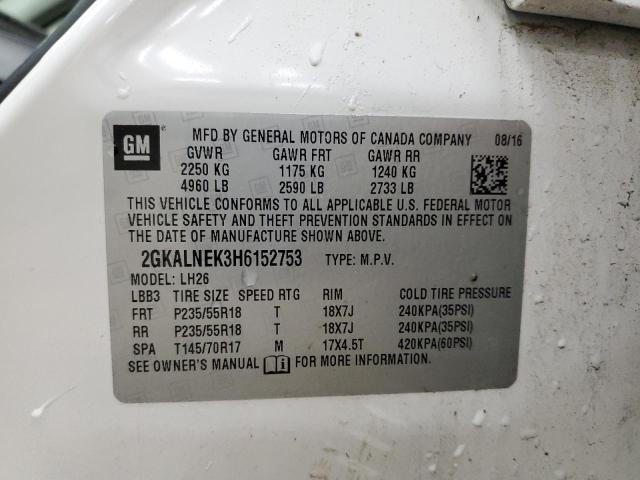 GM MFD BY GENERAL MOTORS OF CANADA COMPANY 08/16
GVWR GAWR FRT GAWR RR
2250 KG 1175 KG 1240 KG
4960 LB 2590 LB 2733 LB
THIS VEHICLE CONFORMS TO ALL APPLICABLE U.S. FEDERAL MOTOR
VEHICLE SAFETY AND THEFT PREVENTION STANDARDS IN EFFECT ON
THE DATE OF MANUFACTURE SHOWN ABOVE.
2GKALNEK3H6152753 TYPE: M.P.V.
MODEL: LH26
LBB3 TIRE SIZE SPEED RTG RIM COLD TIRE PRESSURE
FRT P235/55R18 T 18X7J 240KPA(35PSI)
RR P235/55R18 T 18X7J 240KPA(35PSI)
SPA T145/70R17 M 17X4.5T 420KPA(60PSI)
SEE OWNER'S MANUAL FOR MORE INFORMATION.